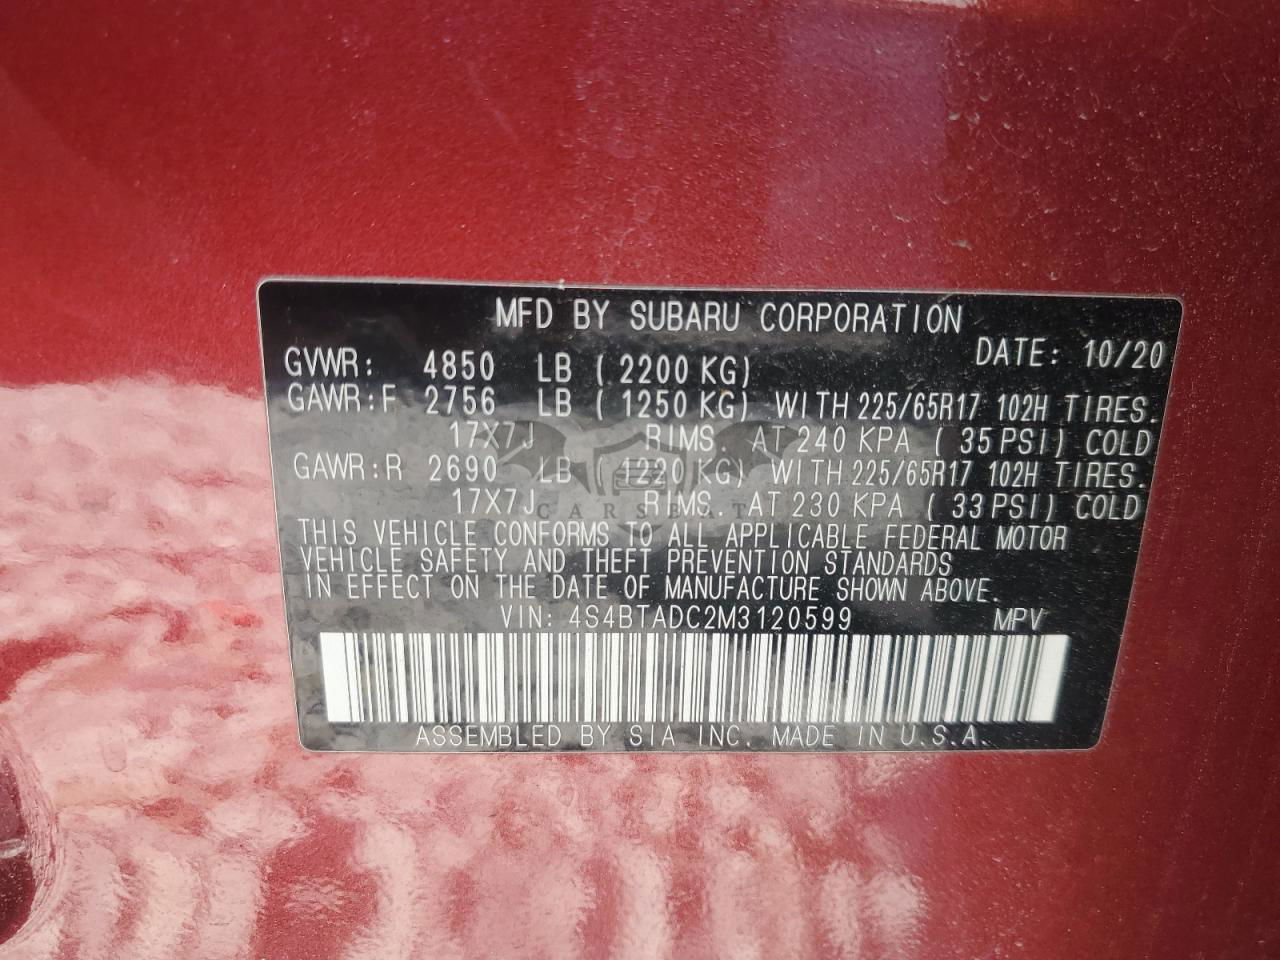 MFD BY SUBARU CORPORATION
DATE: 10/20
GVWR: 4850 LB ( 2200 KG)
GAWR:F 2756 LB ( 1250 KG) WITH 225/65R17 102H TIRES.
17X7J RIMS. AT 240 KPA ( 35 PSI) COLD
GAWR:R 2690 LB ( 1220 KG) WITH 225/65R17 102H TIRES.
17X7J RIMS. AT 230 KPA ( 33 PSI) COLD
CARSBAT
THIS VEHICLE CONFORMS TO ALL APPLICABLE FEDERAL MOTOR
VEHICLE SAFETY AND THEFT PREVENTION STANDARDS
IN EFFECT ON THE DATE OF MANUFACTURE SHOWN ABOVE.
VIN: 4S4BTADC2M3120599 MPV
ASSEMBLED BY SIA INC. MADE IN U.S.A.